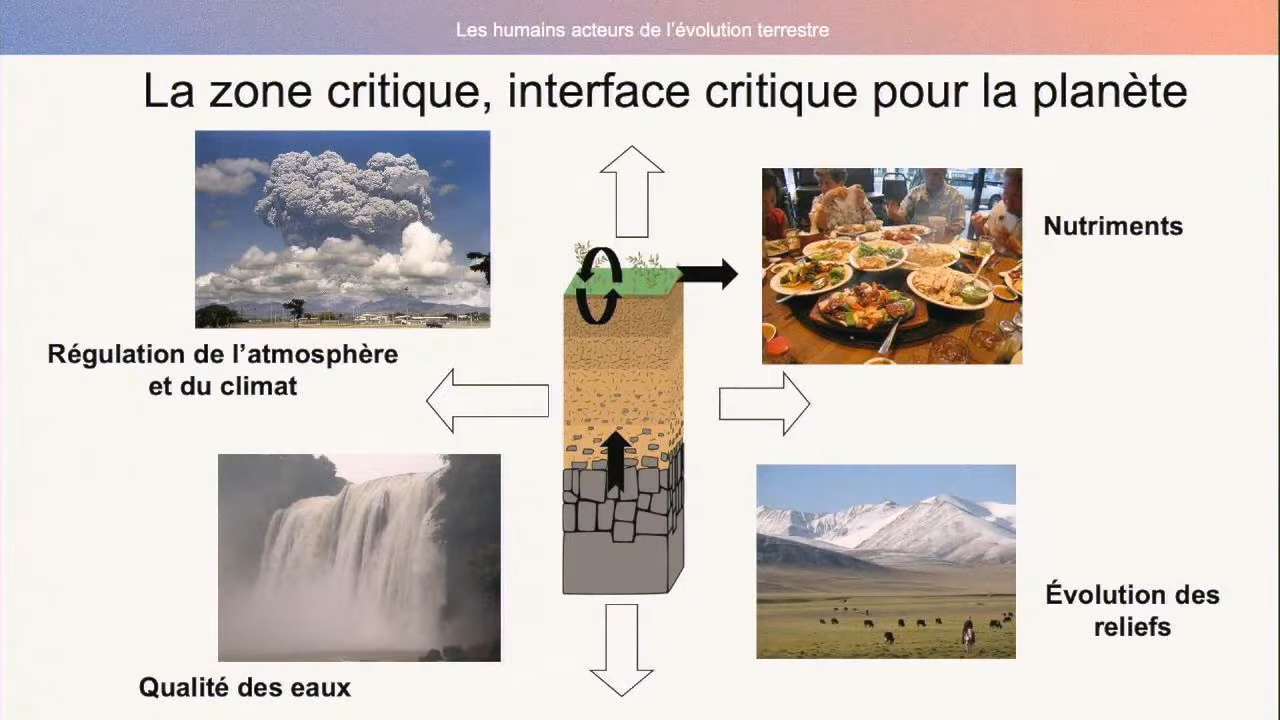 Les humains acteurs de l'évolution terrestre
La zone critique, interface critique pour la planète
Nutriments
Régulation de l'atmosphère
et du climat
Évolution des
reliefs
Qualité des eaux